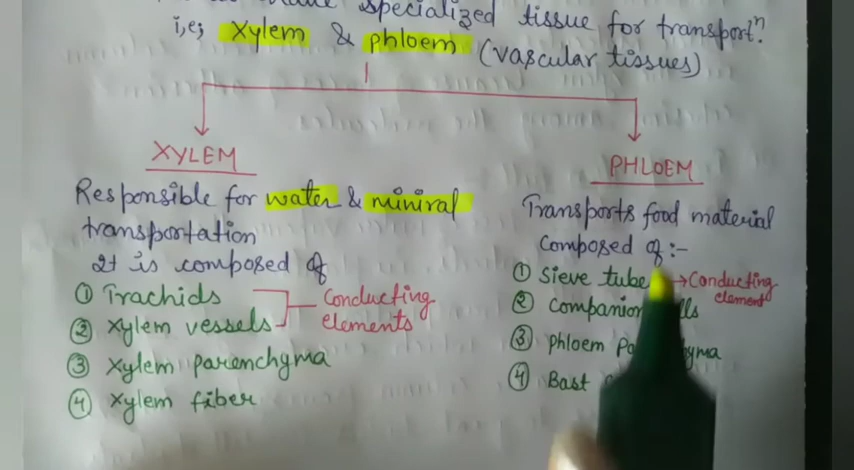 specialized tissue for transportⁿ.
i,e; Xylem & phloem (vascular tissues)
XYLEM
Responsible for water & miniral
transportation
It is composed of
① Trachids
② Xylem vessels
Conducting
elements
③ Xylem parenchyma
④ Xylem fiber
PHLOEM
Transports food material
Composed of :-
① Sieve tube
→ Conducting
element
② Companion
③ Phloem
④ Bast